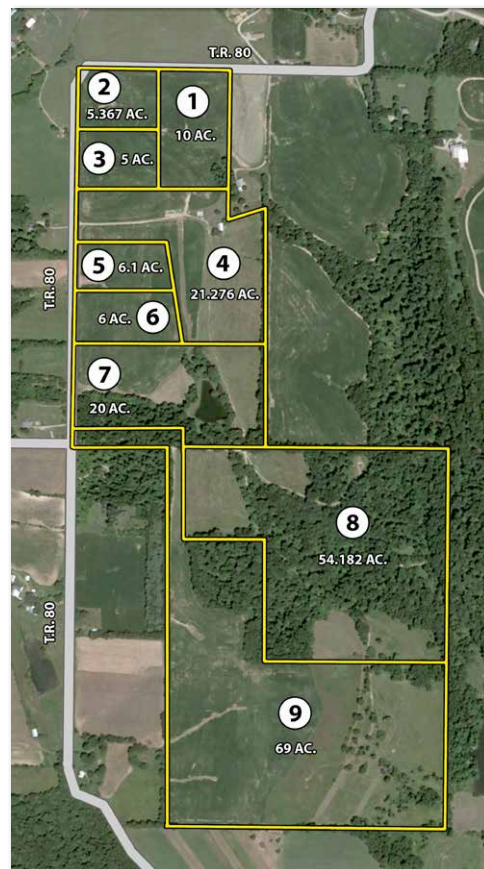 T.R. 80
2
5.367 AC.
1
10 AC.
3 5 AC.
4
21.276 AC.
5 6.1 AC.
6 AC. 6
T.R. 80
7
20 AC.
8
54.182 AC.
T.R. 80
9
69 AC.